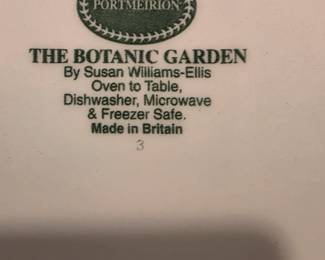 PORTMEIRION
THE BOTANIC GARDEN
By Susan Williams-Ellis
Oven to Table,
Dishwasher, Microwave
& Freezer Safe.
Made in Britain
3